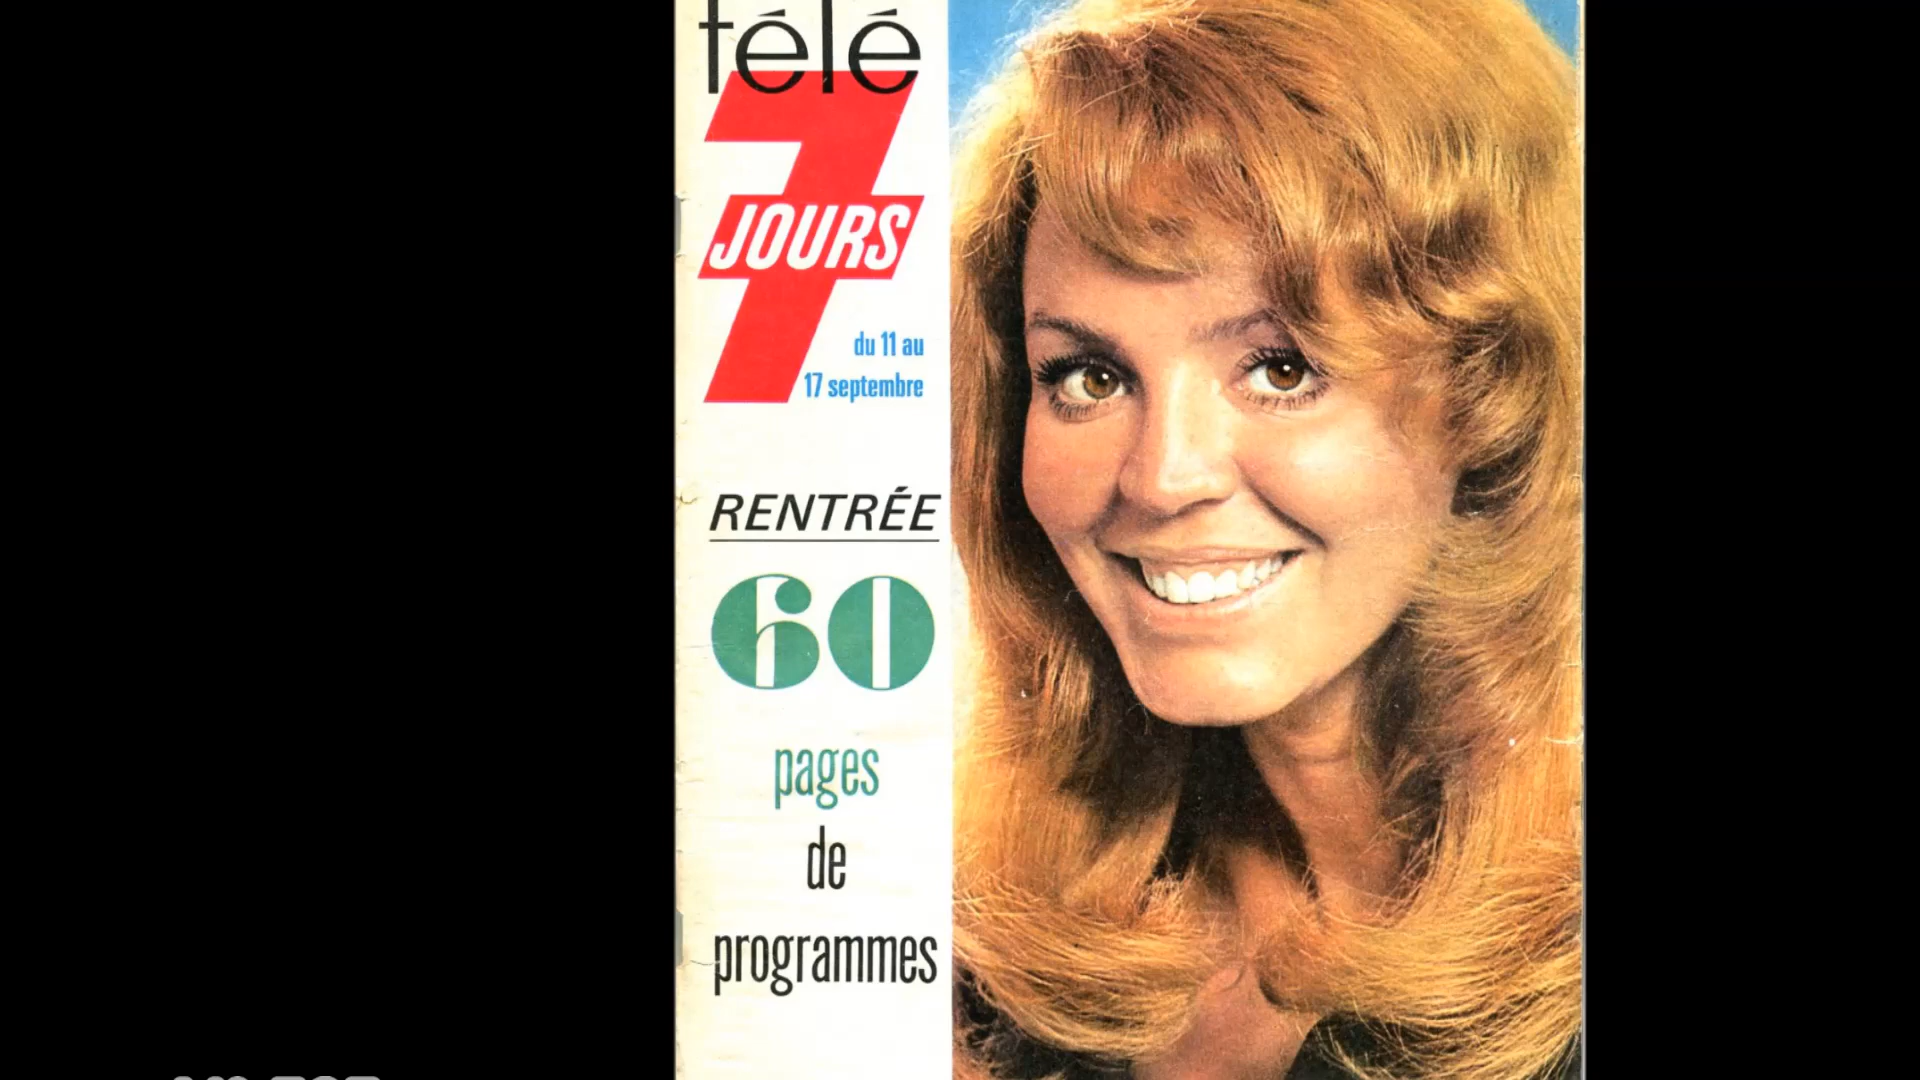 télé
7
JOURS
du 11 au
17 septembre
RENTRÉE
60
pages
de
programmes